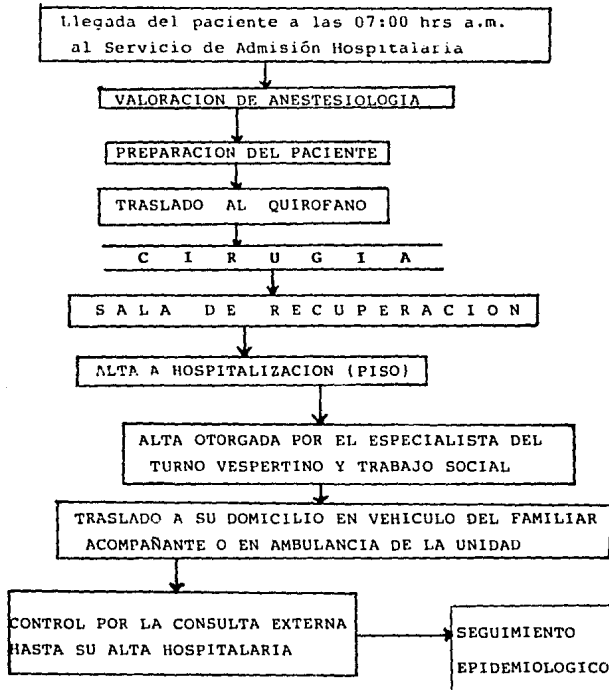 Llegada del paciente a las 07:00 hrs a.m.
al Servicio de Admisión Hospitalaria
VALORACION DE ANESTESIOLOGIA
PREPARACION DEL PACIENTE
TRASLADO AL QUIROFANO
C I R U G I A
S A L A D E R E C U P E R A C I O N
ALTA A HOSPITALIZACION (PISO)
ALTA OTORGADA POR EL ESPECIALISTA DEL
TURNO VESPERTINO Y TRABAJO SOCIAL
TRASLADO A SU DOMICILIO EN VEHICULO DEL FAMILIAR
ACOMPAÑANTE O EN AMBULANCIA DE LA UNIDAD
CONTROL POR LA CONSULTA EXTERNA
HASTA SU ALTA HOSPITALARIA
SEGUIMIENTO
EPIDEMIOLOGICO